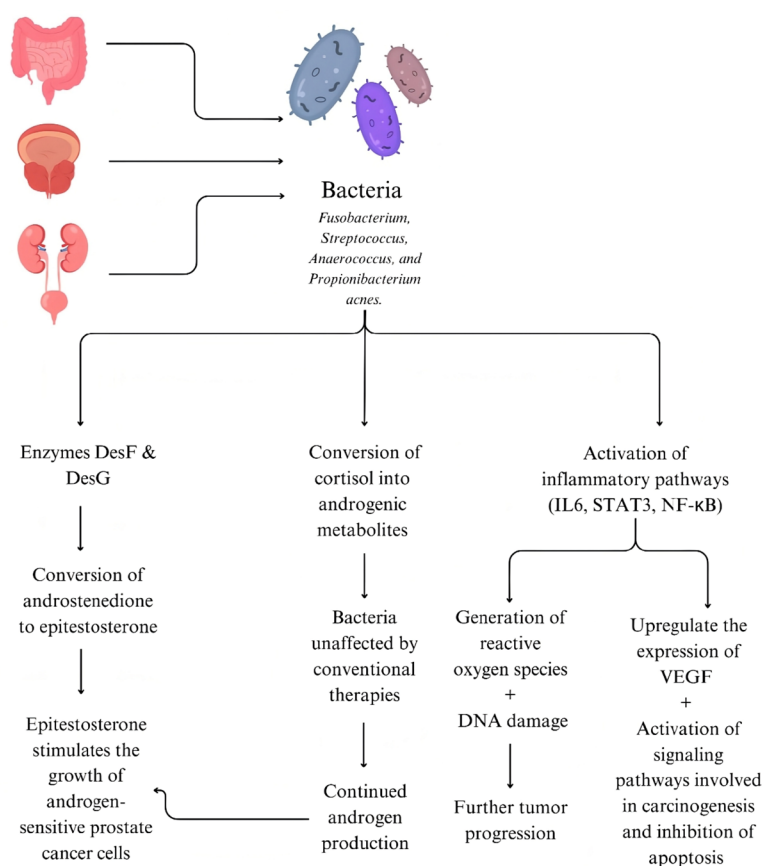 Bacteria
Fusobacterium,
Streptococcus,
Anaerococcus, and
Propionibacterium
acnes.
Enzymes DesF &
DesG
Conversion of
androstenedione
to epitestosterone
Epitestosterone
stimulates the
growth of
androgen-
sensitive prostate
cancer cells
Conversion of
cortisol into
androgenic
metabolites
Bacteria
unaffected by
conventional
therapies
Continued
androgen
production
Activation of
inflammatory pathways
(IL6, STAT3, NF-κB)
Generation of
reactive
oxygen species
+
DNA damage
Further tumor
progression
Upregulate the
expression of
VEGF
+
Activation of
signaling
pathways involved
in carcinogenesis
and inhibition of
apoptosis